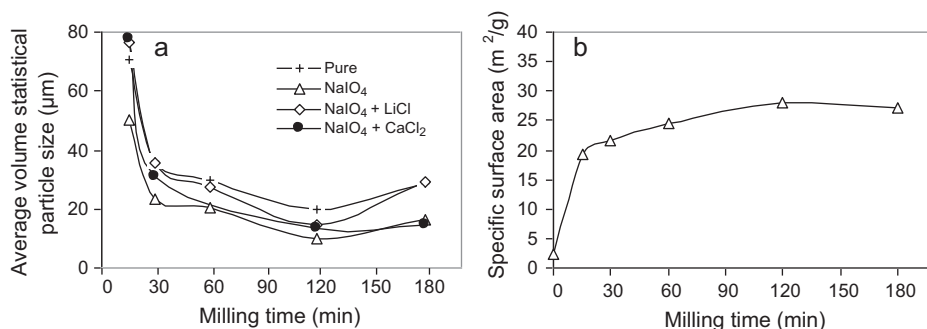 a
Average volume statistical
particle size (μm)
80
60
40
20
0
Pure
NaIO₄
NaIO₄ + LiCl
NaIO₄ + CaCl₂
0 30 60 90 120 150 180
Milling time (min)
b
Specific surface area (m²/g)
40
35
30
25
20
15
10
5
0
0 30 60 90 120 150 180
Milling time (min)